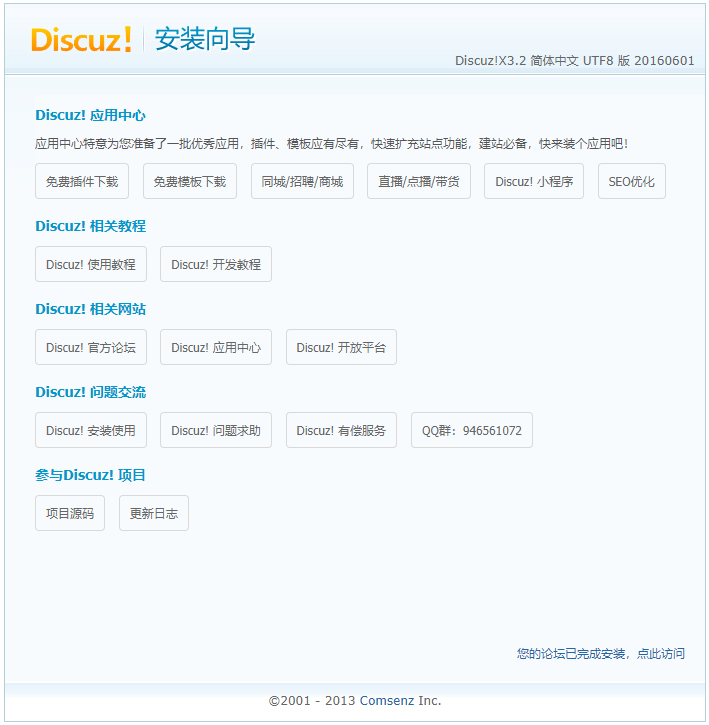 Discuz! 安装向导
Discuz!X3.2 简体中文 UTF8 版 20160601
Discuz! 应用中心
应用中心特意为您准备了一批优秀应用，插件、模板应有尽有，快速扩充站点功能，建站必备，快来装个应用吧!
免费插件下载 免费模板下载 同城/招聘/商城 直播/点播/带货 Discuz! 小程序 SEO优化
Discuz! 相关教程
Discuz! 使用教程 Discuz! 开发教程
Discuz! 相关网站
Discuz! 官方论坛 Discuz! 应用中心 Discuz! 开放平台
Discuz! 问题交流
Discuz! 安装使用 Discuz! 问题求助 Discuz! 有偿服务 QQ群：946561072
参与Discuz! 项目
项目源码 更新日志
您的论坛已完成安装，点此访问
©2001 - 2013 Comsenz Inc.